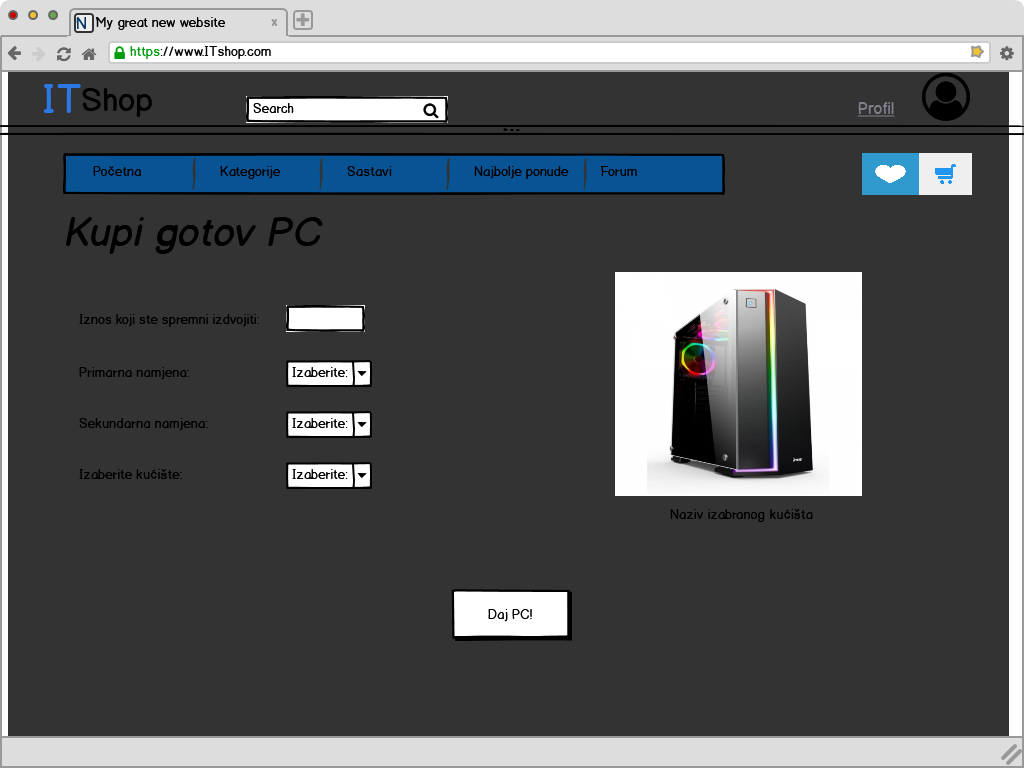 N My great new website x
https://www.ITshop.com
ITShop
Search
Profil
Početna Kategorije Sastavi Najbolje ponude Forum
Kupi gotov PC
Iznos koji ste spremni izdvojiti:
Primarna namjena: Izaberite:
Sekundarna namjena: Izaberite:
Izaberite kućište: Izaberite:
Naziv izabranog kućišta
Daj PC!